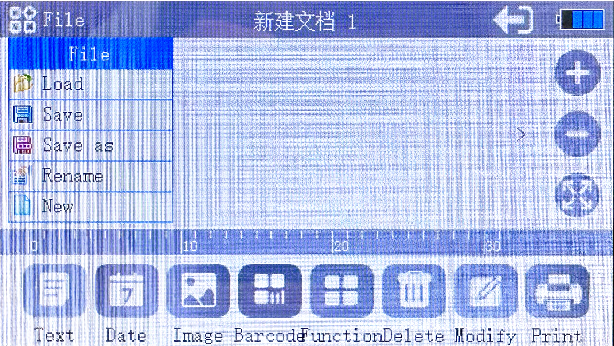 File 新建文档 1
File
Load
Save
Save as
Rename
New
0 10 20 30
7
Text Date Image Barcode Function Delete Modify Print